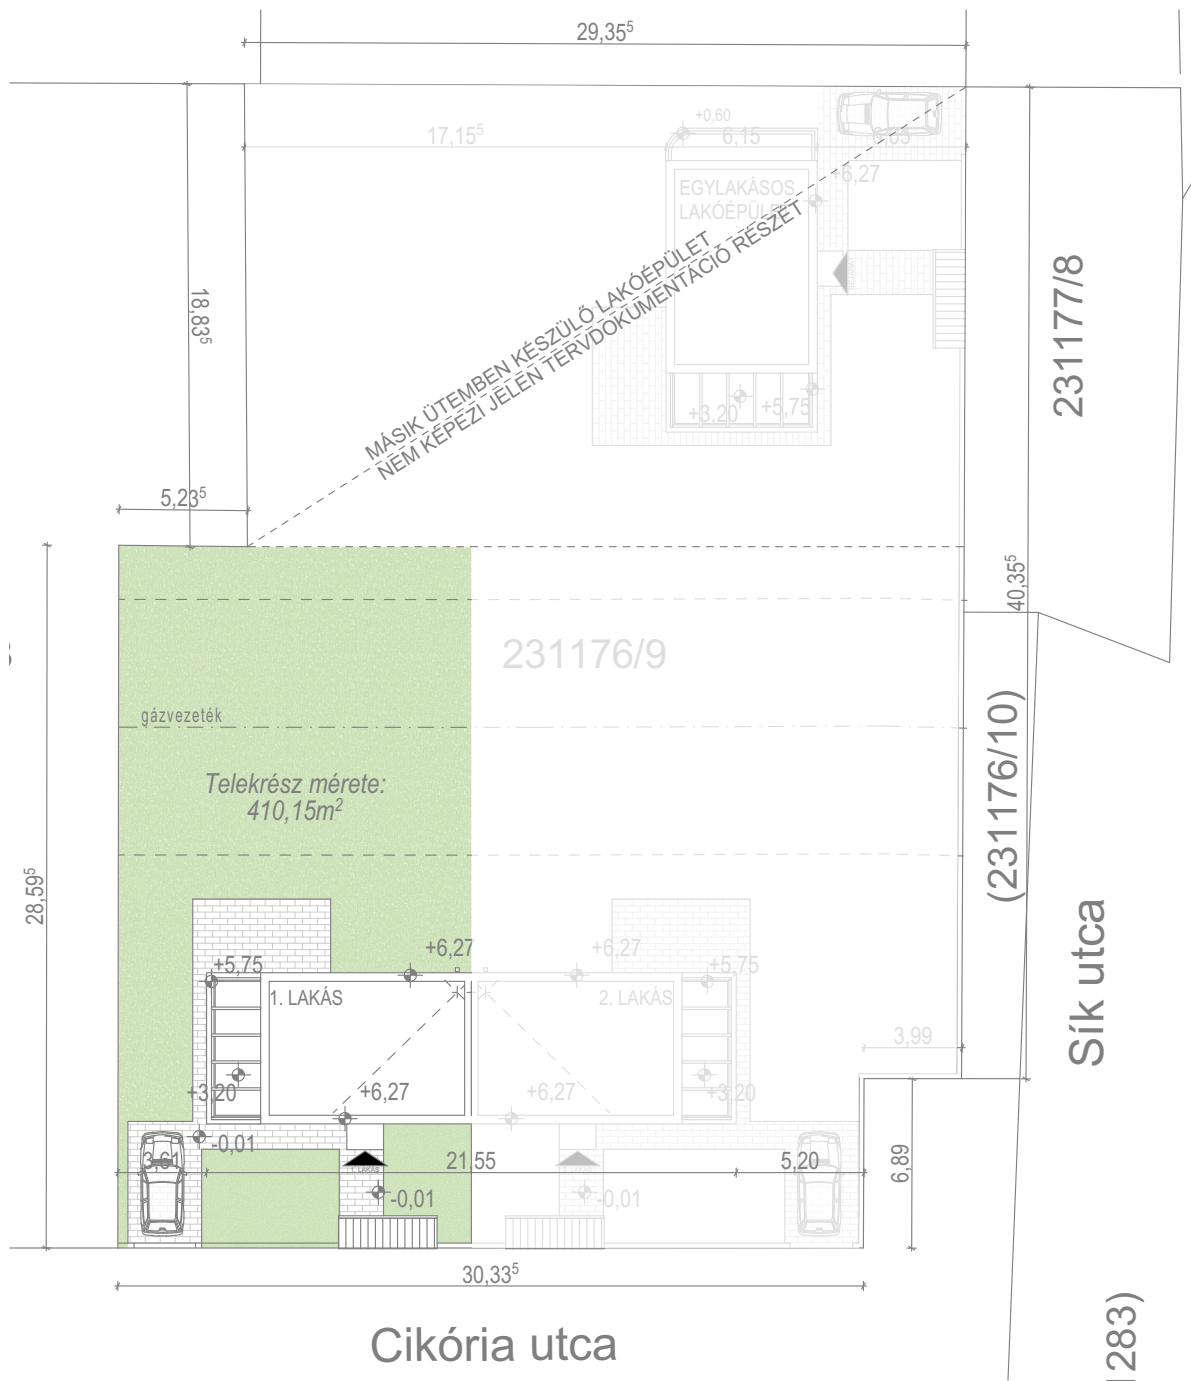 29,35⁵
+0,60
17,15⁵
6,15
6,05
+6,27
EGYLAKÁSOS
LAKÓÉPÜLET
MÁSIK ÜTEMBEN KÉSZÜLŐ LAKÓÉPÜLET
NEM KÉPEZI JELEN TERVDOKUMENTÁCIÓ RÉSZÉT
231177/8
18,83⁵
+3,20
+5,75
5,23⁵
40,35⁵
231176/9
gázvezeték
(231176/10)
Telekrész mérete:
410,15m²
28,59⁵
Sík utca
+6,27
+6,27
+5,75
+5,75
1. LAKÁS
2. LAKÁS
3,99
+3,20
+6,27
+6,27
+3,20
-0,01
3,61
21,55
5,20
6,89
1. LAKÁS
-0,01
-0,01
30,33⁵
Cikória utca
283)